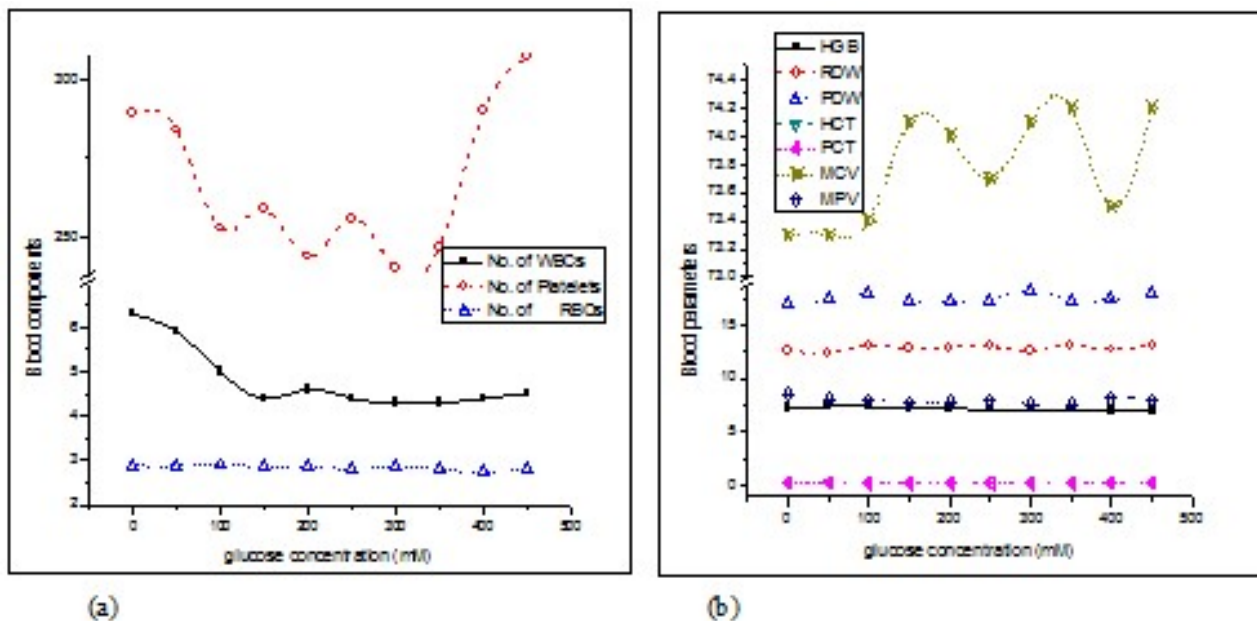 300
250
Blood components
6
5
4
3
2
No. of WBCs
No. of Platelets
No. of RBCs
0 100 200 300 400 500
glucose concentration (mM)
(a)
HGB
RDW
PDW
HCT
PCT
MCV
MPV
74.4
74.2
74.0
73.8
73.6
73.4
73.2
73.0
Blood parameters
15
10
5
0
0 100 200 300 400 500
glucose concentration (mM)
(b)